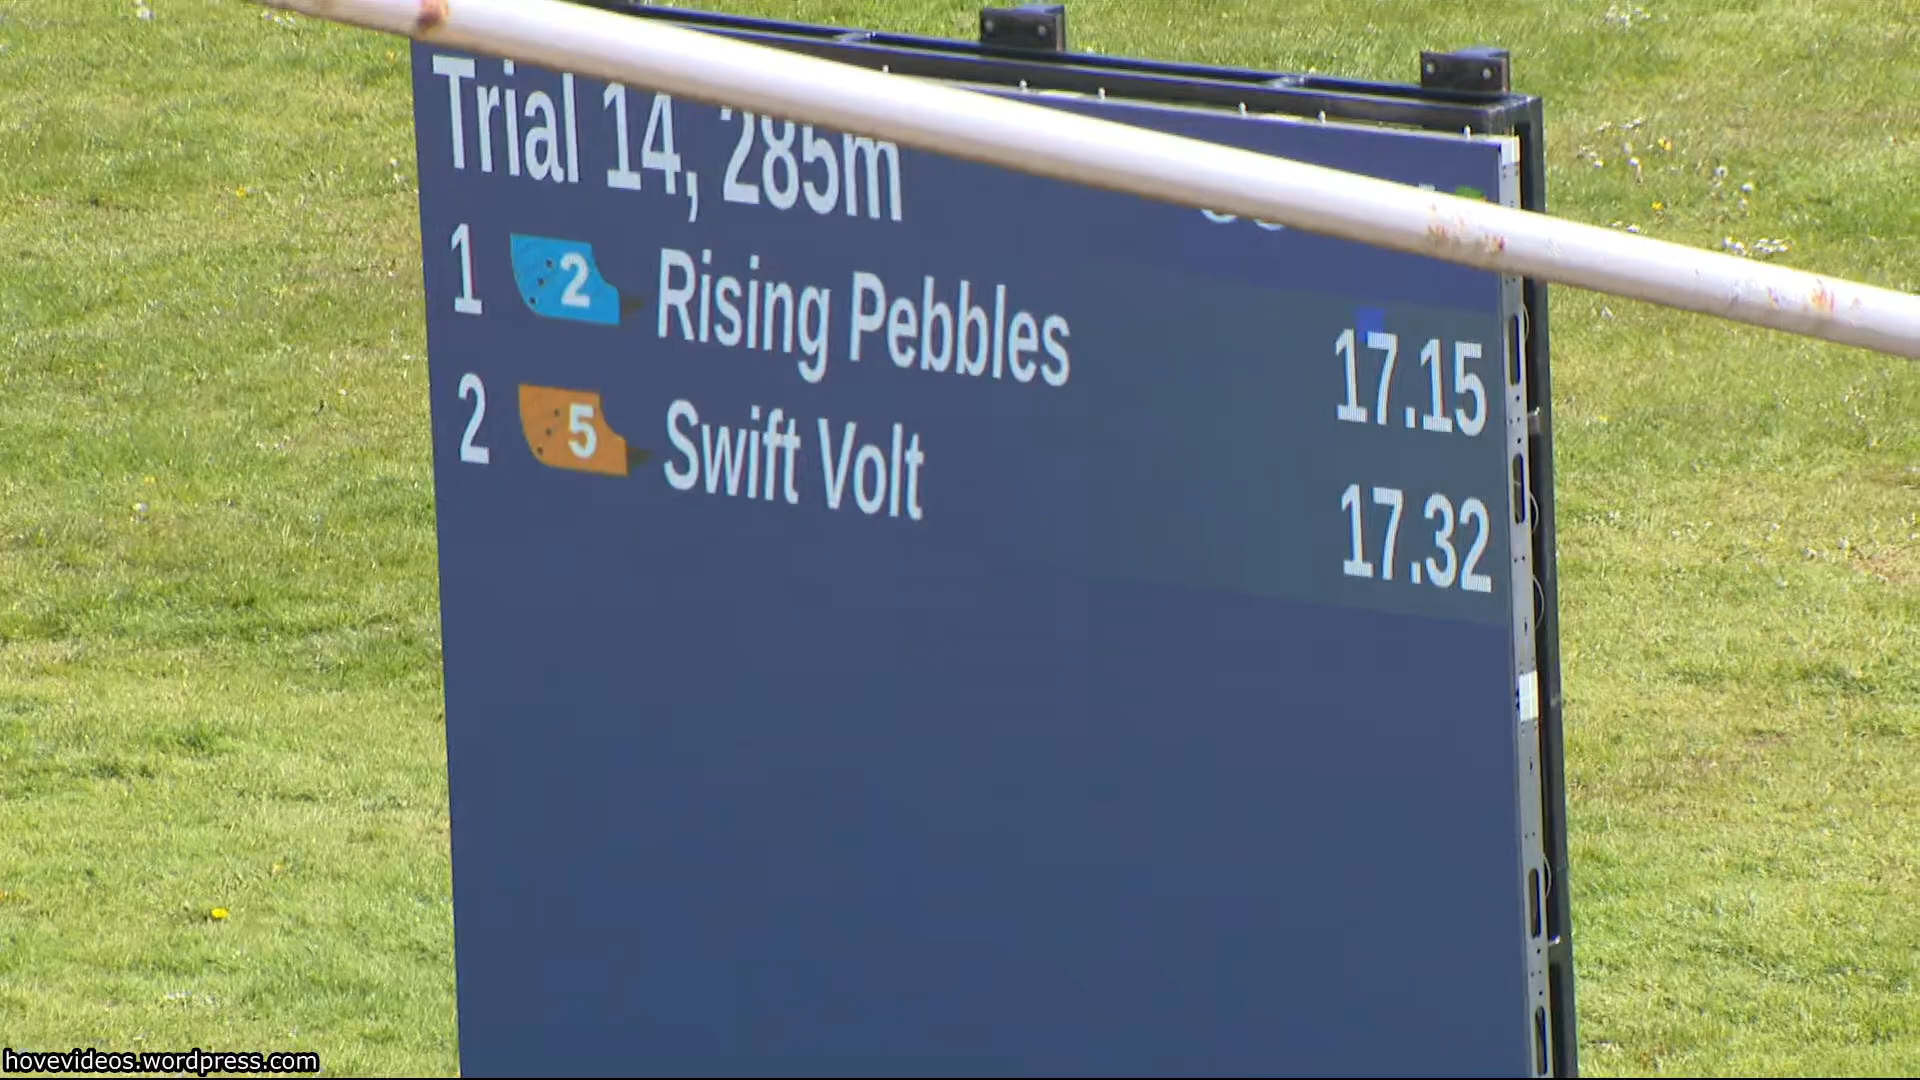 Trial 14, 285m
1 2 Rising Pebbles 17.15
2 5 Swift Volt 17.32
hovevideos.wordpress.com